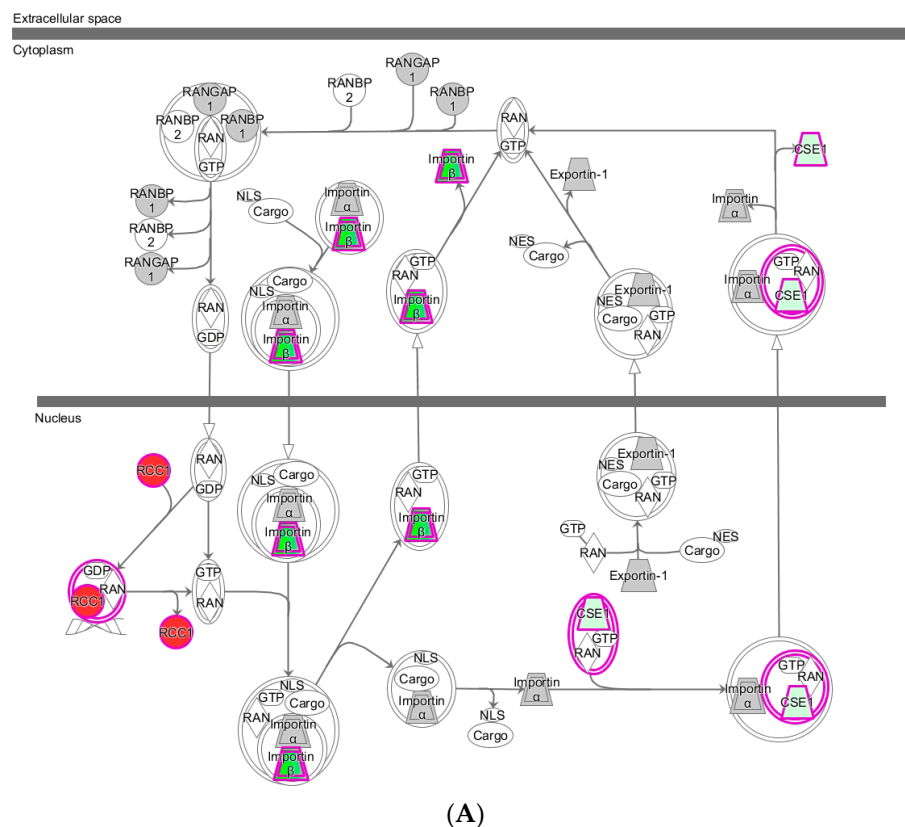 Extracellular space
Cytoplasm
RANGAP
1
RANBP
2
RANBP
1
RAN
GTP
RANBP
2
RANGAP
1
RANBP
1
RAN
GTP
Importin
β
Exportin-1
CSE1
RANBP
1
RANBP
2
RANGAP
1
NLS
Cargo
Importin
α
Importin
β
Importin
α
NES
Cargo
RAN
GDP
NLS
Cargo
Importin
α
Importin
β
GTP
RAN
Importin
β
Exportin-1
NES
Cargo
GTP
RAN
GTP
RAN
Importin
α
CSE1
Nucleus
RCC1
RAN
GDP
NLS
Cargo
Importin
α
Importin
β
GTP
RAN
Importin
β
Exportin-1
NES
Cargo
GTP
RAN
GTP
RAN
NES
Cargo
Exportin-1
GDP
RAN
RCC1
GTP
RAN
RCC1
CSE1
GTP
RAN
NLS
GTP
Cargo
RAN
Importin
α
Importin
β
NLS
Cargo
Importin
α
Importin
α
NLS
Cargo
GTP
RAN
Importin
α
CSE1
(A)